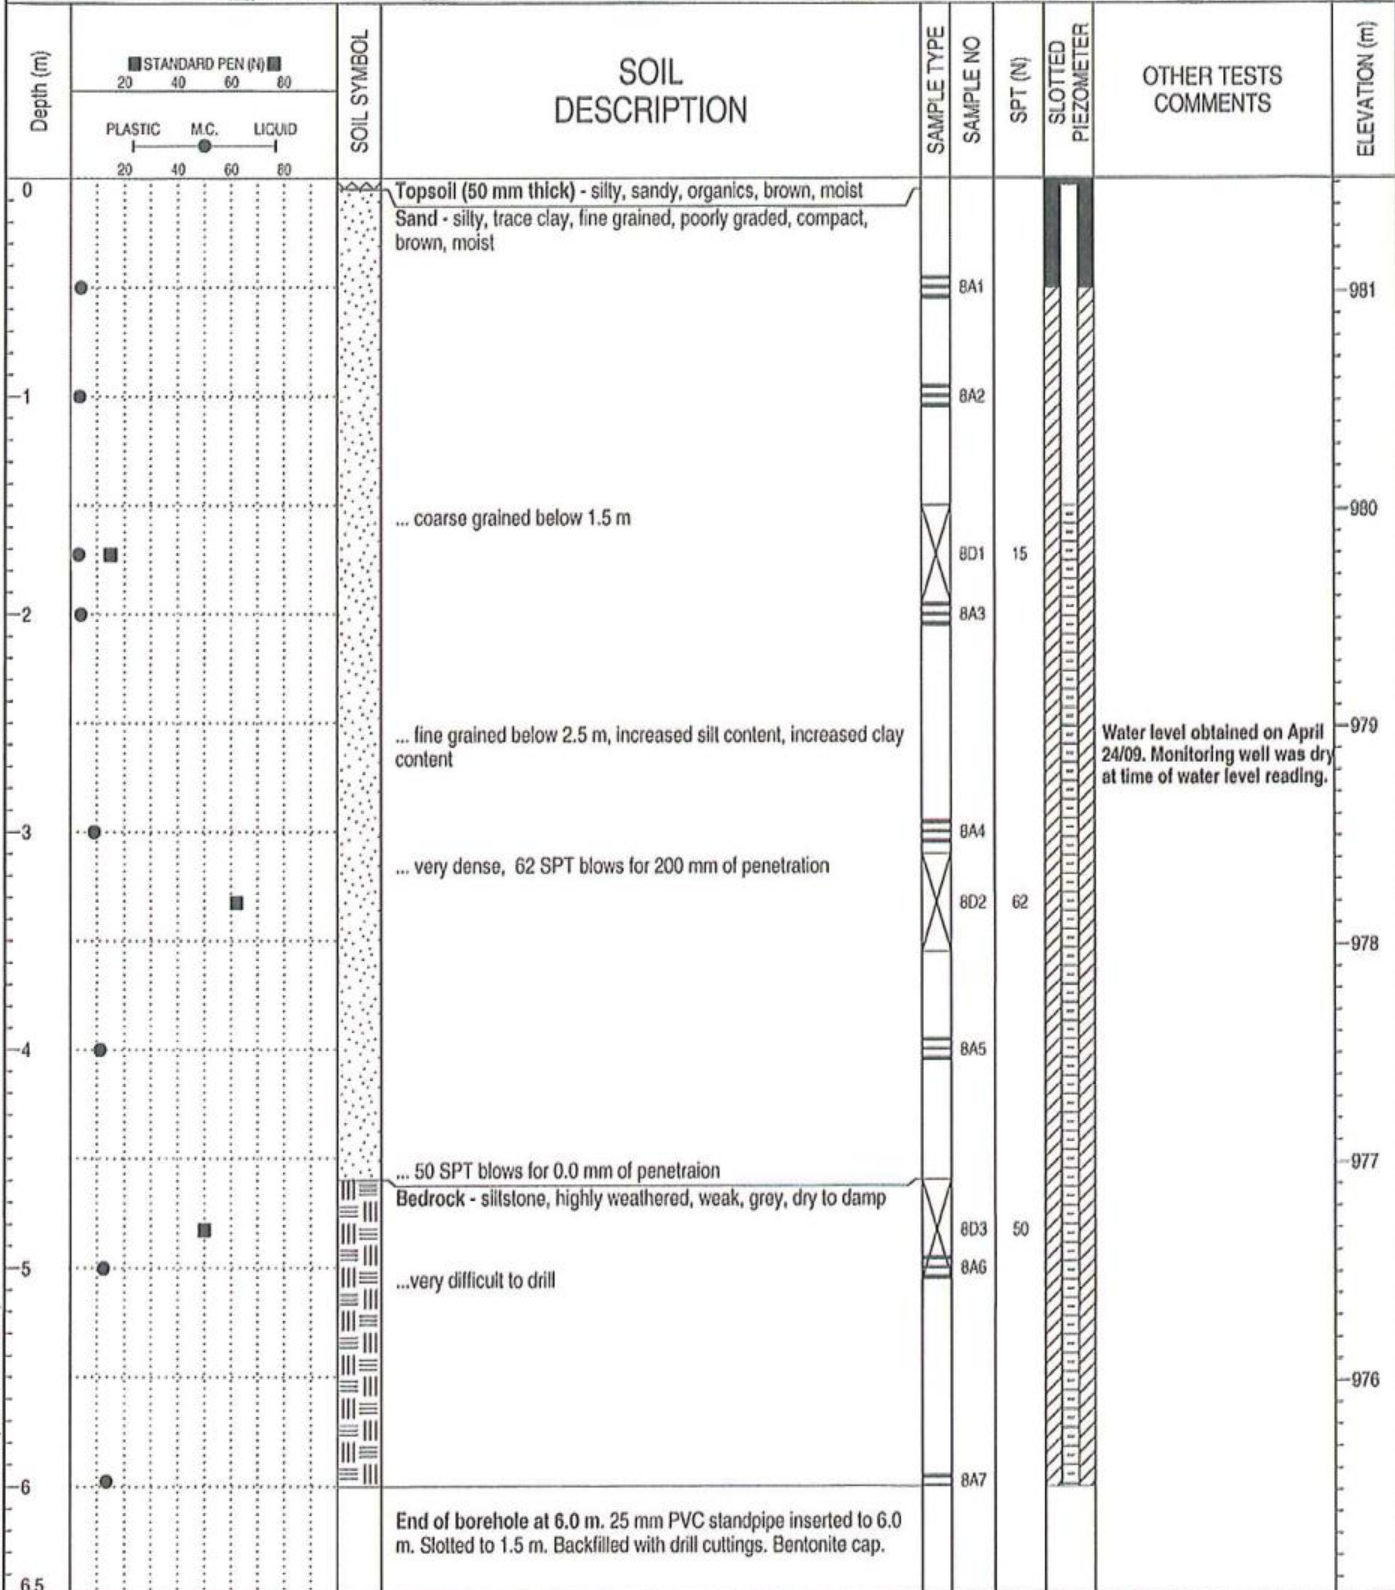 Depth (m)
STANDARD PEN (N)
20 40 60 80
PLASTIC M.C. LIQUID
20 40 60 80
SOIL SYMBOL
SOIL
DESCRIPTION
SAMPLE TYPE
SAMPLE NO
SPT (N)
SLOTTED
PIEZOMETER
OTHER TESTS
COMMENTS
ELEVATION (m)
0
Topsoil (50 mm thick) - silty, sandy, organics, brown, moist
Sand - silty, trace clay, fine grained, poorly graded, compact,
brown, moist
8A1
981
1
8A2
980
... coarse grained below 1.5 m
8D1 15
2
8A3
979
... fine grained below 2.5 m, increased silt content, increased clay
content
Water level obtained on April
24/09. Monitoring well was dry
at time of water level reading.
3
8A4
... very dense, 62 SPT blows for 200 mm of penetration
8D2 62
978
4
8A5
977
... 50 SPT blows for 0.0 mm of penetraion
Bedrock - siltstone, highly weathered, weak, grey, dry to damp
8D3 50
5
8A6
...very difficult to drill
976
6
8A7
End of borehole at 6.0 m. 25 mm PVC standpipe inserted to 6.0
m. Slotted to 1.5 m. Backfilled with drill cuttings. Bentonite cap.
6.5